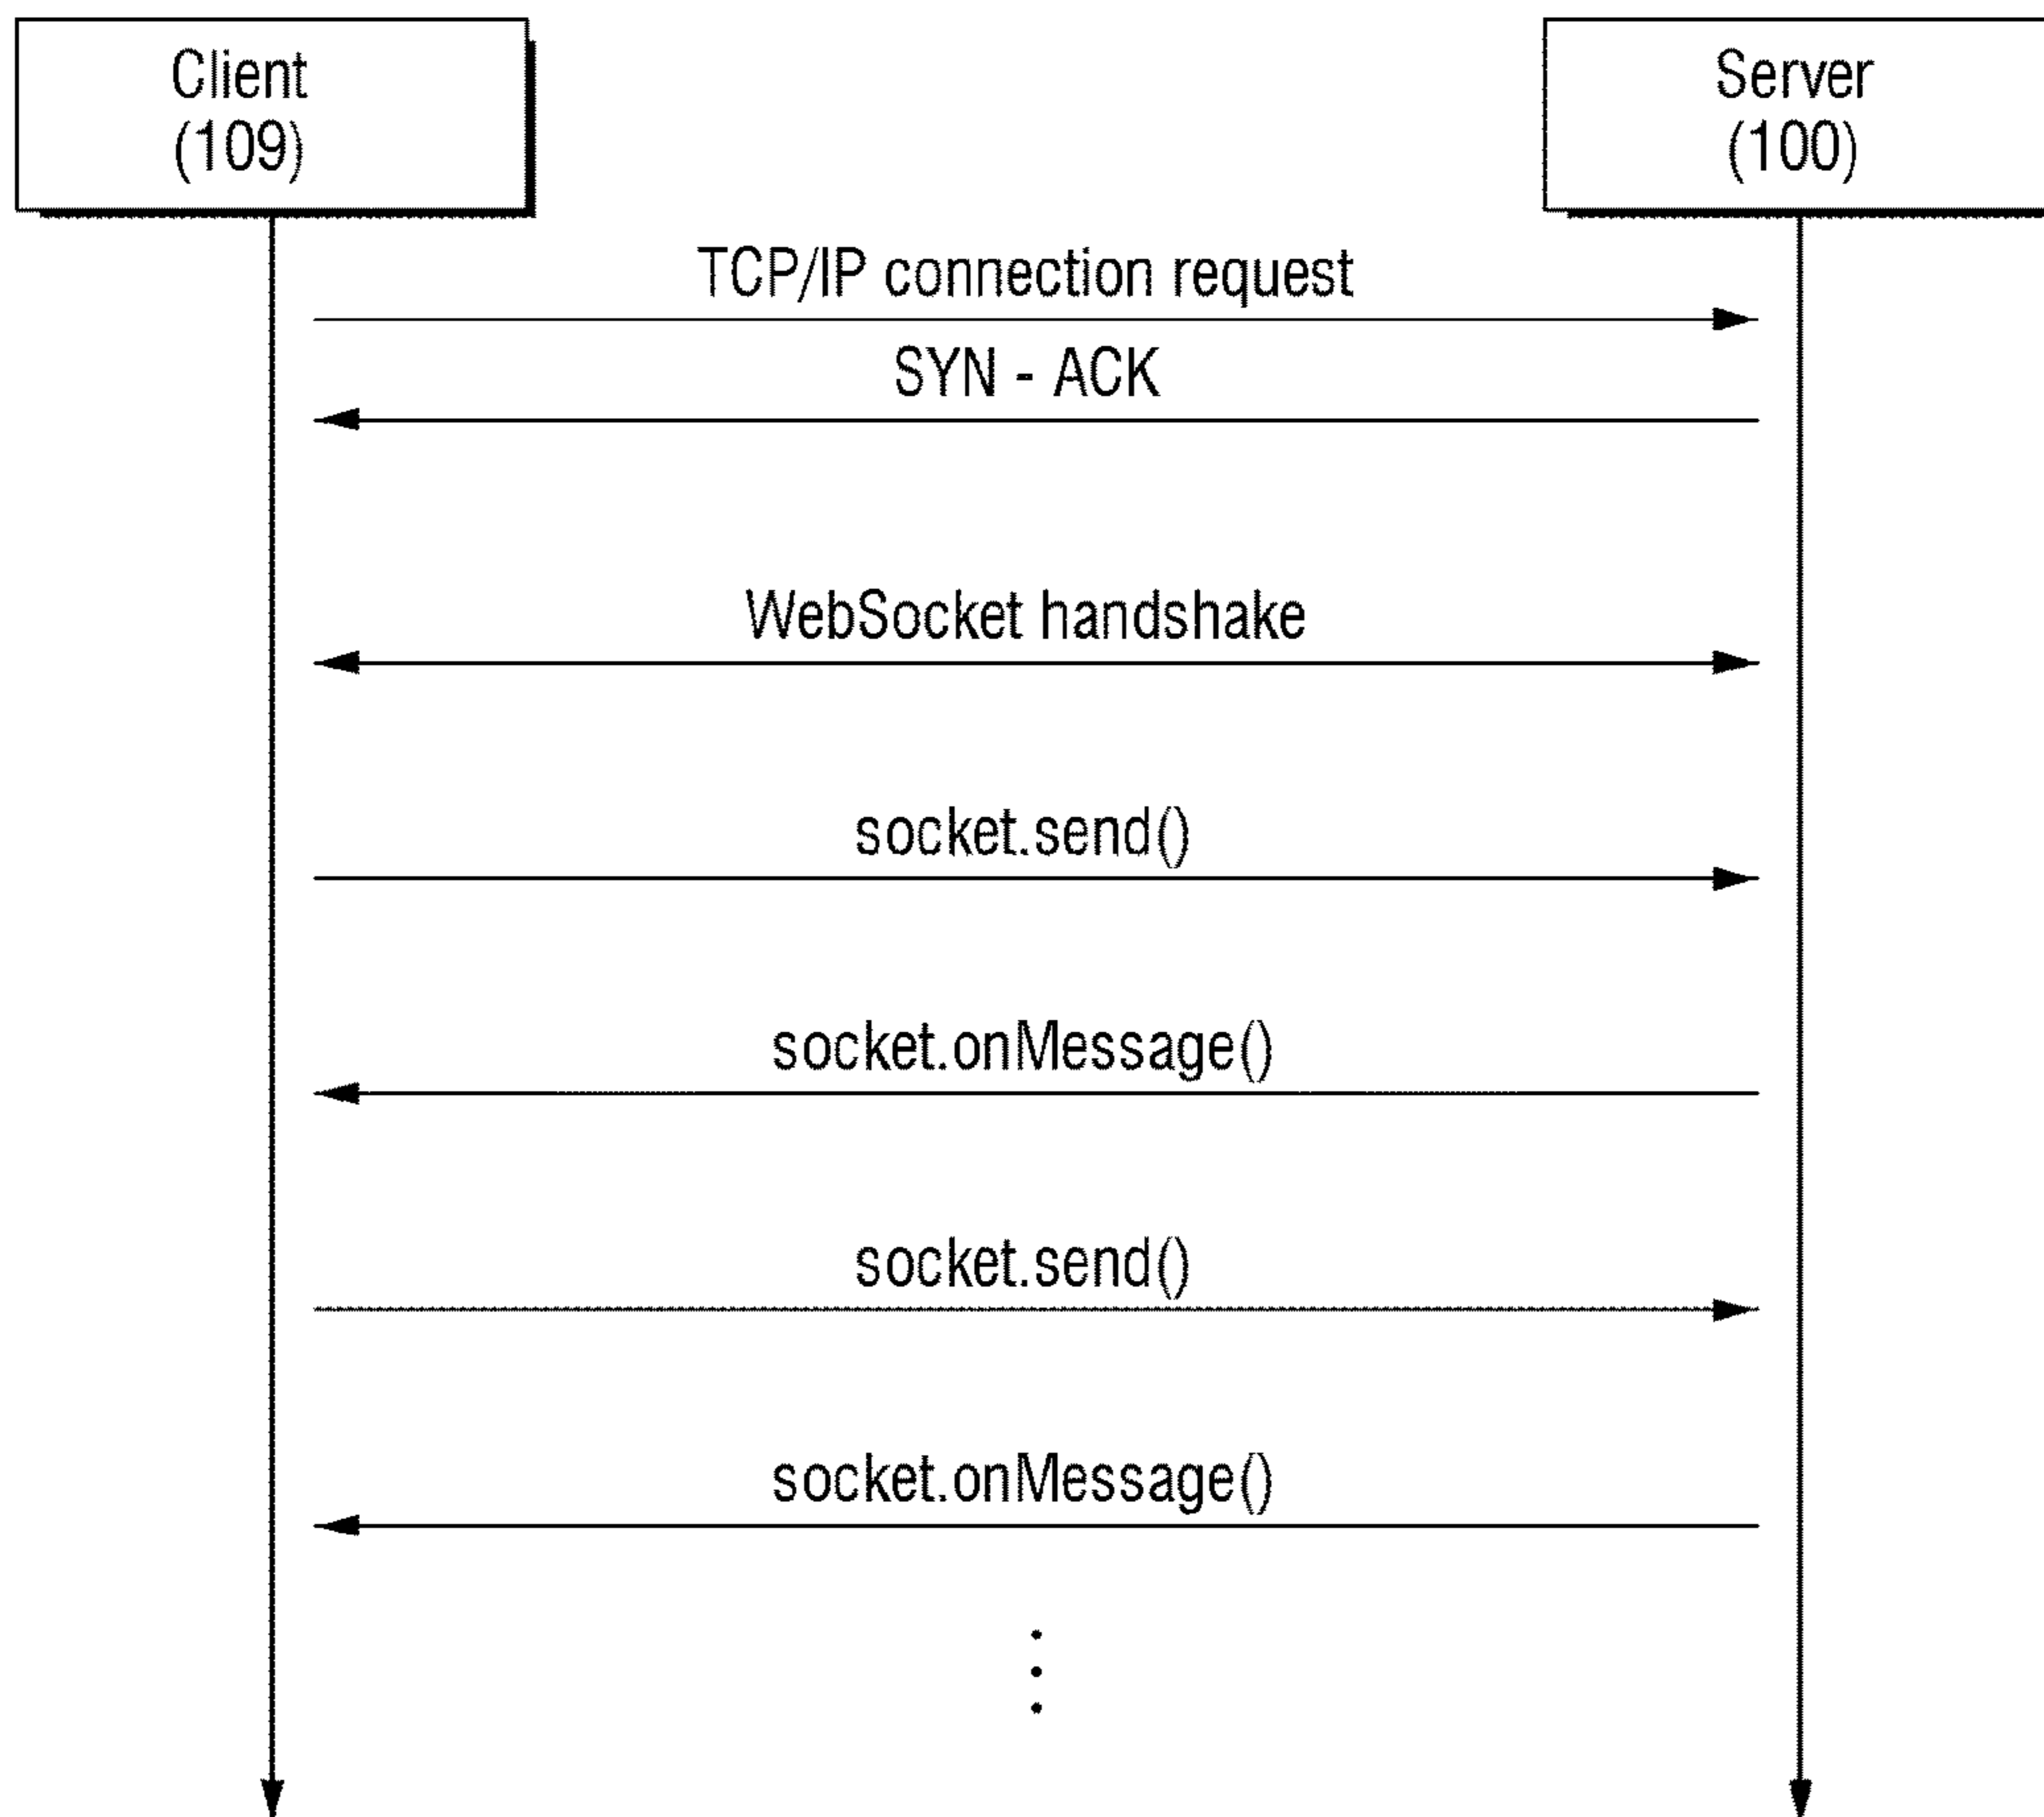 Client
(109)
Server
(100)
TCP/IP connection request
SYN - ACK
WebSocket handshake
socket.send()
socket.onMessage()
socket.send()
socket.onMessage()